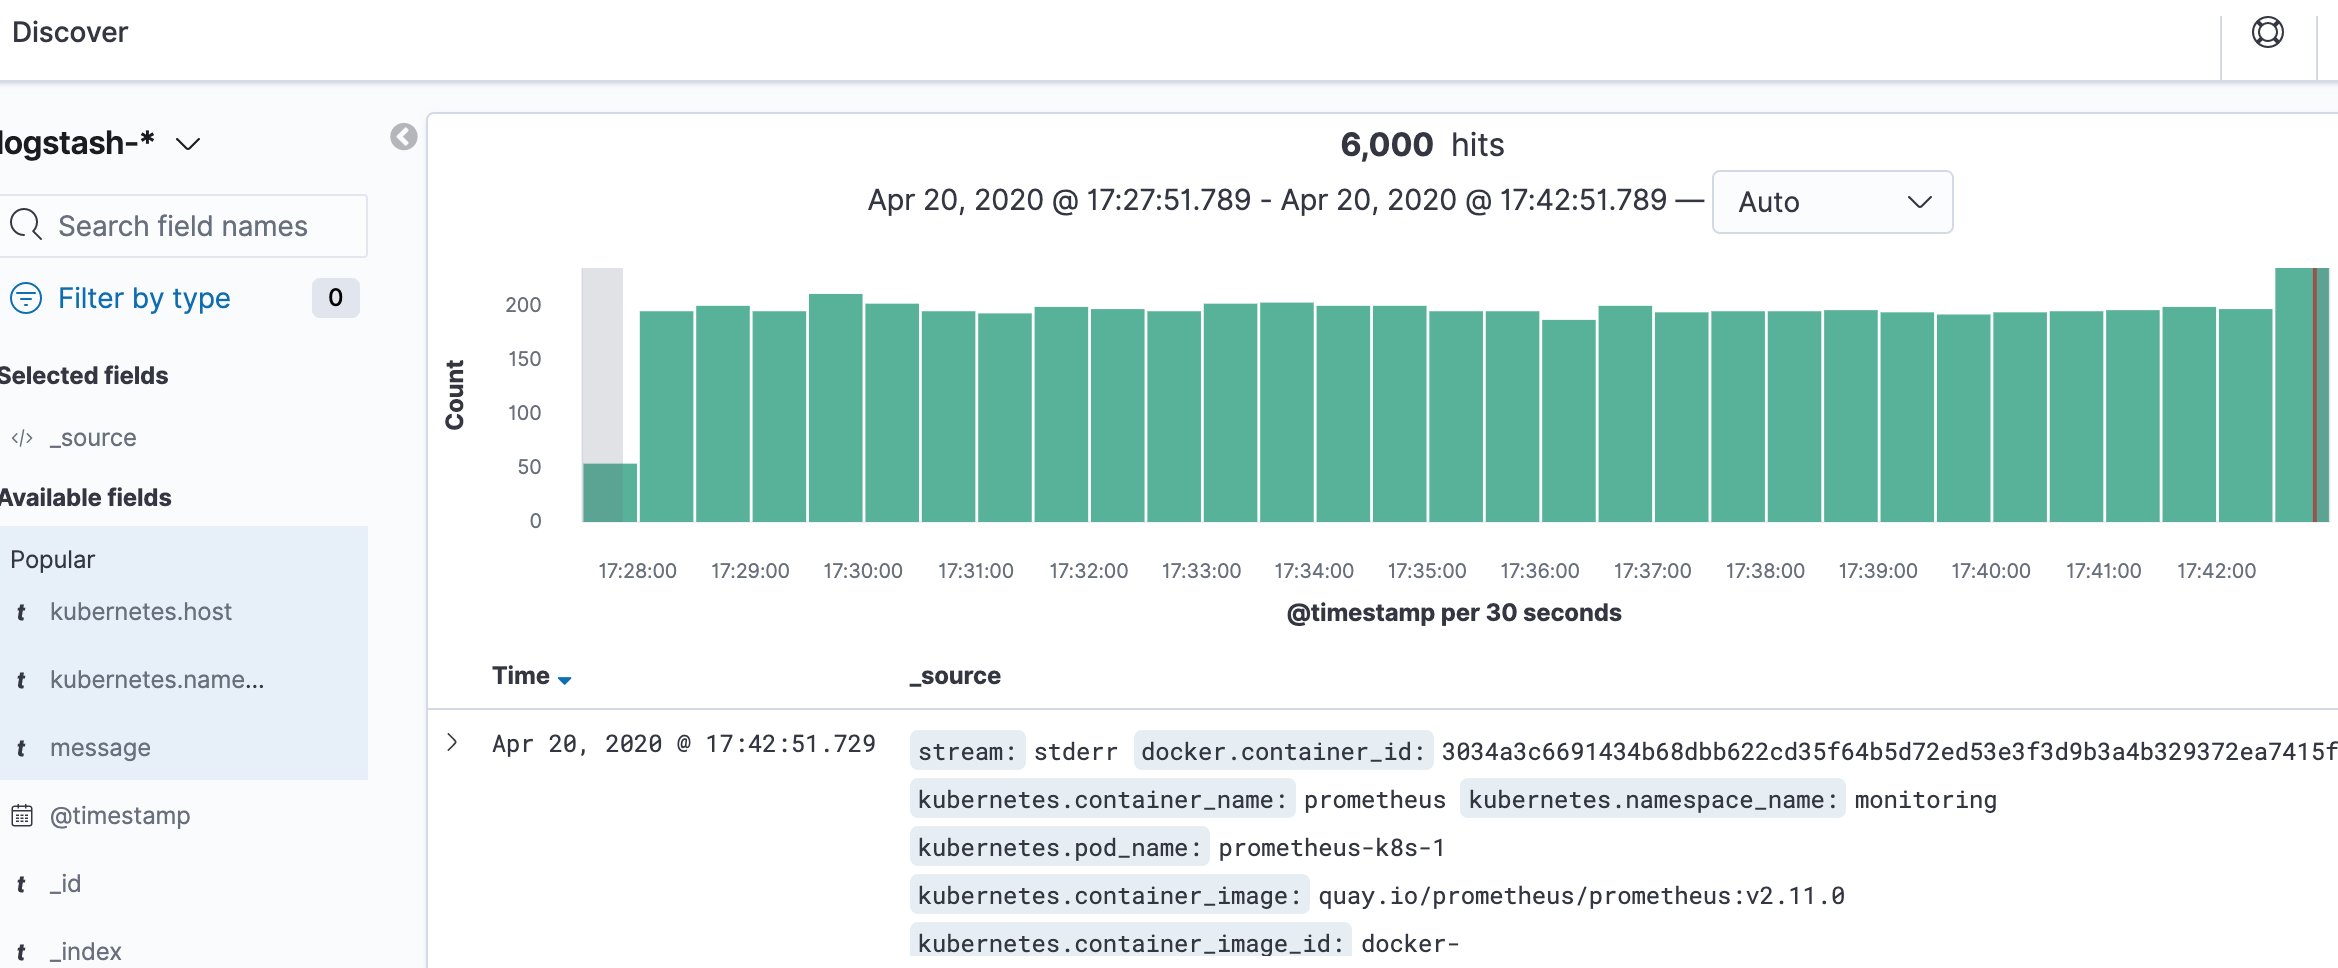 Discover
logstash-*
Search field names
Filter by type 0
Selected fields
</> _source
Available fields
Popular
t kubernetes.host
t kubernetes.name...
t message
@timestamp
t _id
t _index
6,000 hits
Apr 20, 2020 @ 17:27:51.789 - Apr 20, 2020 @ 17:42:51.789 — Auto
Count
200
150
100
50
0
17:28:00 17:29:00 17:30:00 17:31:00 17:32:00 17:33:00 17:34:00 17:35:00 17:36:00 17:37:00 17:38:00 17:39:00 17:40:00 17:41:00 17:42:00
@timestamp per 30 seconds
Time _source
Apr 20, 2020 @ 17:42:51.729 stream: stderr docker.container_id: 3034a3c6691434b68dbb622cd35f64b5d72ed53e3f3d9b3a4b329372ea7415f
kubernetes.container_name: prometheus kubernetes.namespace_name: monitoring
kubernetes.pod_name: prometheus-k8s-1
kubernetes.container_image: quay.io/prometheus/prometheus:v2.11.0
kubernetes.container_image_id: docker-